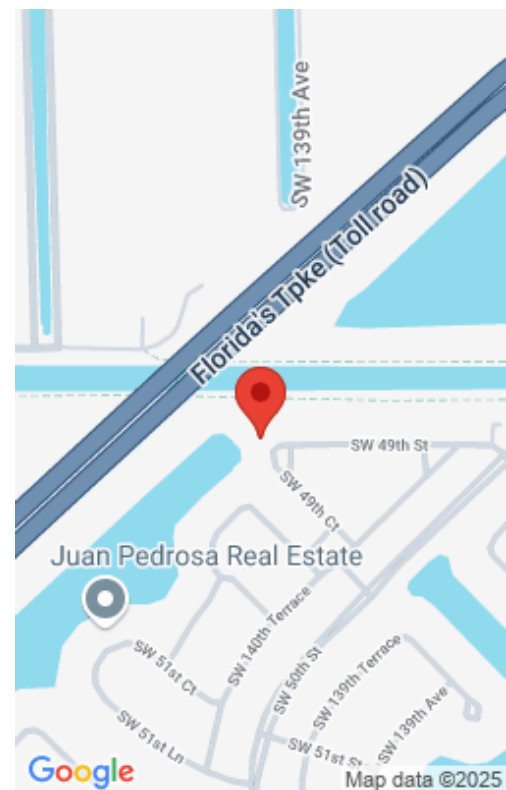 SW 139th Ave
Florida's Tpke (Toll road)
SW 49th St
SW 49th Ct
Juan Pedrosa Real Estate
SW 140th Terrace
SW 51st Ct
SW 50th St
SW 139th Terrace
SW 51st Ln
SW 51st St
SW 139th Ave
Google
Map data ©2025